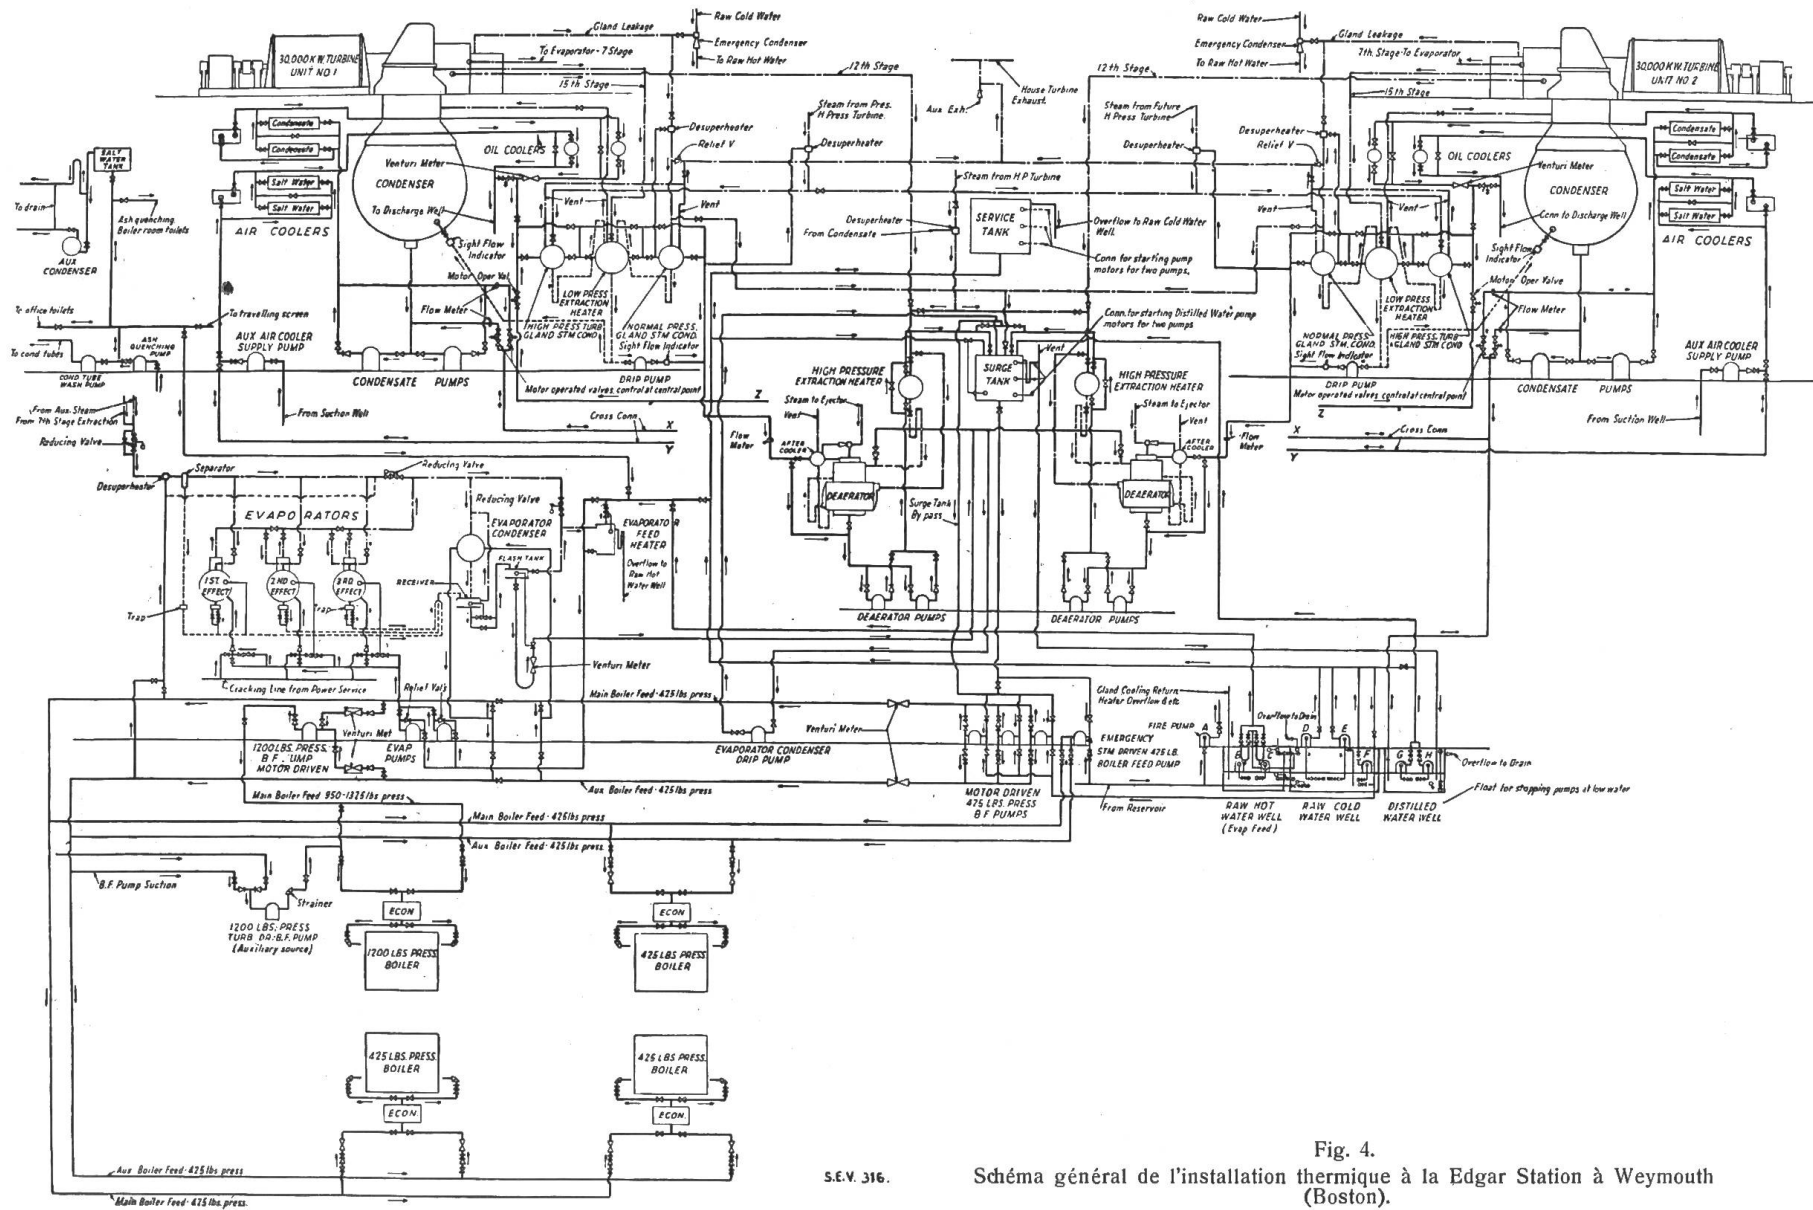 Raw Cold Water
Gland Leakage
Emergency Condenser
To Evaporator - 7 Stage
To Raw Hot Water
30,000 K.W. TURBINE
UNIT NO 1
12th Stage
15th Stage
House Turbine
Exhaust.
Aux Exh.
Raw Cold Water
Gland Leakage
Emergency Condenser
7th. Stage-To Evaporator
To Raw Hot Water
12th Stage
15th Stage
30,000 KW. TURBINE
UNIT NO 2
Steam from Pres.
H Press Turbine.
Steam from Future
H Press Turbine
Condensate
Condensate
Salt Water
Salt Water
AIR COOLERS
OIL COOLERS
Venturi Meter
CONDENSER
To Discharge Well
Desuperheater
Relief V
Desuperheater
Vent
Vent
Sight Flow
Indicator
Motor Oper Val.
Flow Meter
LOW PRESS
EXTRACTION
HEATER
HIGH PRESS TURB
GLAND STM COND
NORMAL PRESS.
GLAND STM COND.
Sight Flow Indicator
DRIP PUMP
Motor operated valves control at central point
SALT
WATER
TANK
To drain
AUX
CONDENSER
Ash quenching
Boiler room toilets
To office toilets
To travelling screen
To cond tubes
ASH
QUENCHING
PUMP
COND TUBE
WASH PUMP
AUX AIR COOLER
SUPPLY PUMP
CONDENSATE PUMPS
From Suction Well
Cross Conn
Z
X
Y
Steam from H P Turbine
Desuperheater
From Condensate
SERVICE
TANK
Overflow to Raw Cold Water
Well.
Conn for starting pump
motors for two pumps.
Conn. for starting Distilled Water pump
motors for two pumps
Vent
SURGE
TANK
HIGH PRESSURE
EXTRACTION HEATER
HIGH PRESSURE
EXTRACTION HEATER
Steam to Ejector
Vent
Flow
Meter
AFTER
COOLER
DEAERATOR
Surge Tank
By pass
DEAERATOR PUMPS
Steam to Ejector
Vent
AFTER
COOLER
Flow
Meter
DEAERATOR
DEAERATOR PUMPS
Desuperheater
Desuperheater
Relief V
OIL COOLERS
Venturi Meter
CONDENSER
Condensate
Condensate
Salt Water
Salt Water
AIR COOLERS
Vent
Vent
Conn to Discharge Well
Sight Flow
Indicator
Motor Oper Valve
Flow Meter
LOW PRESS
EXTRACTION
HEATER
NORMAL PRESS-
GLAND STM. COND.
HIGH PRESS. TURB
GLAND STM COND
Sight Flow Indicator
DRIP PUMP
Motor operated valves control at central point
CONDENSATE PUMPS
AUX AIR COOLER
SUPPLY PUMP
From Suction Well
Z
X
Cross Conn
Y
From Aux. Steam
From 7th Stage Extraction
Reducing Valve
Desuperheater
Separator
Reducing Valve
Reducing Valve
EVAPORATORS
EVAPORATOR
CONDENSER
EVAPORATOR
FEED
HEATER
FLASH TANK
RECEIVER
Overflow to
Raw Hot
Water Well
1ST.
EFFECT
2ND
EFFECT
3RD
EFFECT
Trap
Trap
Venturi Meter
Cracking Line from Power Service
Relief Val's
Main Boiler Feed - 425 lbs press
Venturi Met
1200 LBS. PRESS.
B F. PUMP
MOTOR DRIVEN
EVAP
PUMPS
EVAPORATOR CONDENSER
DRIP PUMP
Venturi Meter
Aux Boiler Feed - 425 lbs press
MOTOR DRIVEN
425 LBS. PRESS
B F PUMPS
EMERGENCY
STM DRIVEN 425 LB.
BOILER FEED PUMP
Gland Cooling Return
Heater Overflow & etc
FIRE PUMP
Overflow to Drain
A
B
C
D
E
F
G
H
From Reservoir
RAW HOT
WATER WELL
(Evap Feed)
RAW COLD
WATER WELL
DISTILLED
WATER WELL
Overflow to Drain
Float for stopping pumps at low water
Main Boiler Feed 950-1325 lbs press
Main Boiler Feed - 425 lbs press
Aux Boiler Feed - 425 lbs press
B.F. Pump Suction
Strainer
1200 LBS. PRESS
TURB DR. B.F. PUMP
(Auxiliary source)
ECON
1200 LBS PRESS
BOILER
ECON
425 LBS PRESS
BOILER
425 LBS. PRESS.
BOILER
ECON.
425 LBS PRESS
BOILER
ECON.
Aux Boiler Feed - 425 lbs press
Main Boiler Feed - 425 lbs. press.
S.E.V. 316.
Fig. 4.
Schéma général de l'installation thermique à la Edgar Station à Weymouth
(Boston).